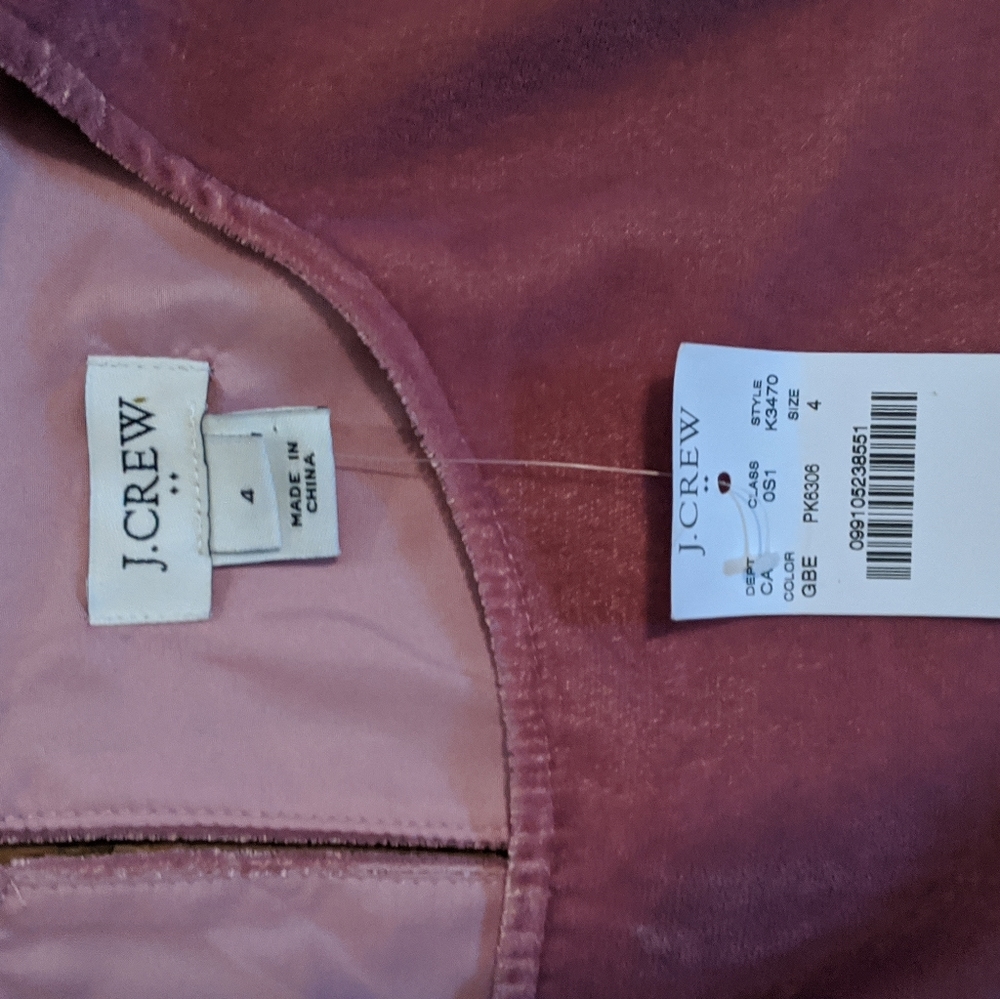 J.CREW
4
MADE IN
CHINA
J.CREW
DEPT CLASS STYLE
CA 0S1 K3470
COLOR SIZE
GBE PK6306 4
099105238551